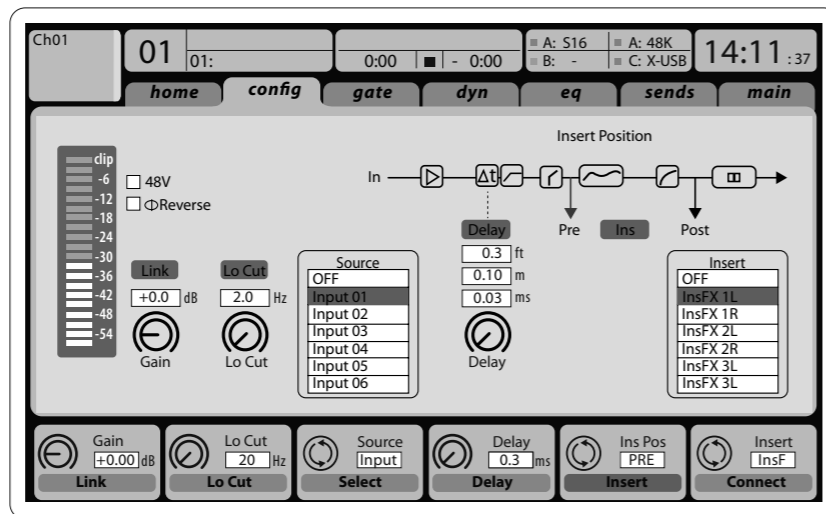 Ch01
01
01:
0:00 - 0:00
A: S16 A: 48K
B: - C: X-USB
14:11 :37
home config gate dyn eq sends main
Insert Position
clip
-6
-12
-18
-24
-30
-36
-42
-48
-54
48V
ΦReverse
In
Δt
Delay Pre Ins Post
0.3 ft
0.10 m
0.03 ms
Delay
Link
+0.0 dB
Gain
Lo Cut
2.0 Hz
Lo Cut
Source
OFF
Input 01
Input 02
Input 03
Input 04
Input 05
Input 06
Insert
OFF
InsFX 1L
InsFX 1R
InsFX 2L
InsFX 2R
InsFX 3L
InsFX 3L
Gain
+0.00 dB
Link
Lo Cut
20 Hz
Lo Cut
Source
Input
Select
Delay
0.3 ms
Delay
Ins Pos
PRE
Insert
Insert
InsF
Connect